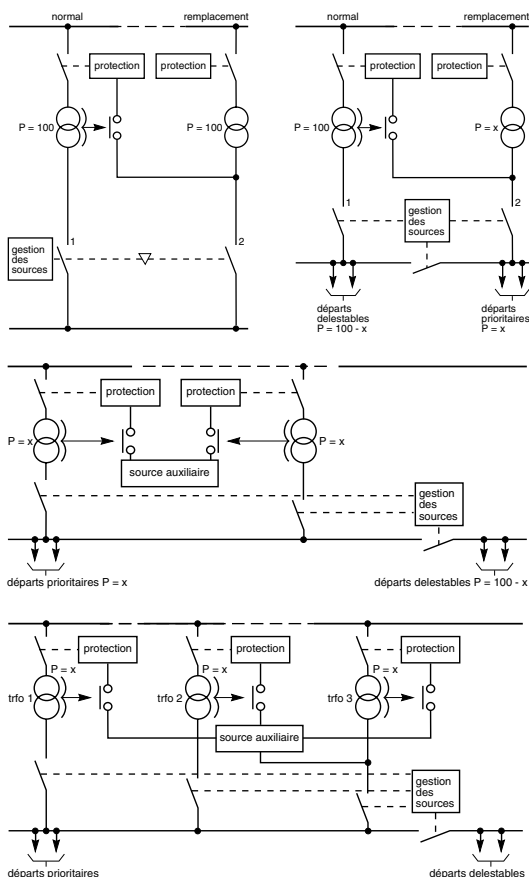 normal
remplacement
protection
protection
P = 100
P = 100
1
2
gestion
des
sources
normal
remplacement
protection
protection
P = 100
P = x
1
2
gestion
des
sources
départs
delestables
P = 100 - x
départs
prioritaires
P = x
protection
protection
P = x
P = x
source auxiliaire
gestion
des
sources
départs prioritaires P = x
départs delestables P = 100 - x
protection
protection
protection
P = x
P = x
P = x
trfo 1
trfo 2
trfo 3
source auxiliaire
gestion
des
sources
départs prioritaires
départs delestables